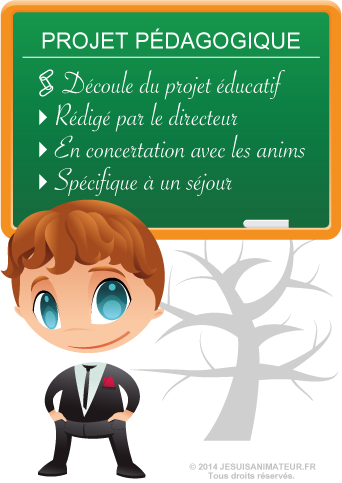 PROJET PÉDAGOGIQUE
Découle du projet éducatif
Rédigé par le directeur
En concertation avec les anims
Spécifique à un séjour
© 2014 JESUISANIMATEUR.FR
Tous droits réservés.